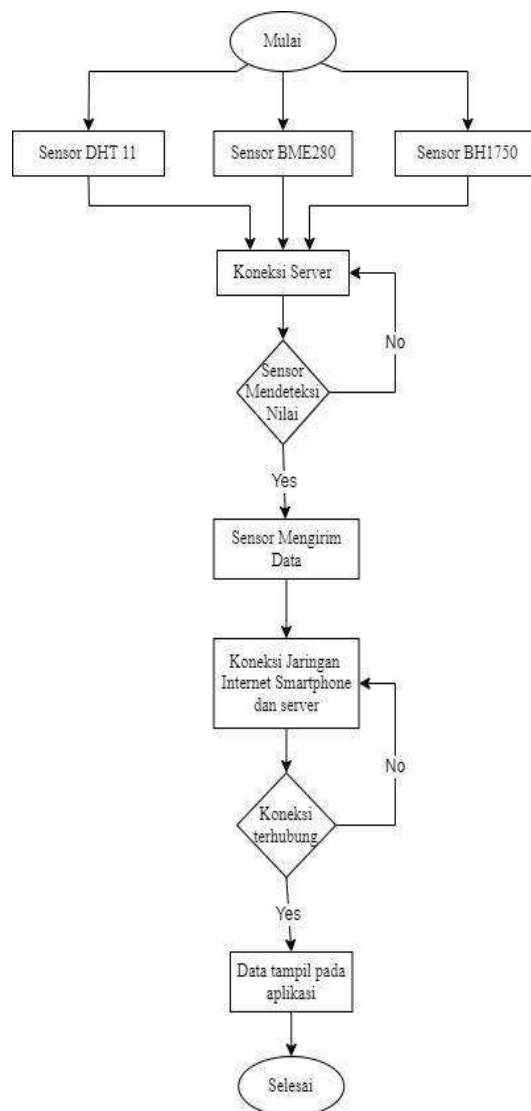 Mulai
Sensor DHT 11
Sensor BME280
Sensor BH1750
Koneksi Server
No
Sensor
Mendeteksi
Nilai
Yes
Sensor Mengirim
Data
Koneksi Jaringan
Internet Smartphone
dan server
No
Koneksi
terhubung
Yes
Data tampil pada
aplikasi
Selesai